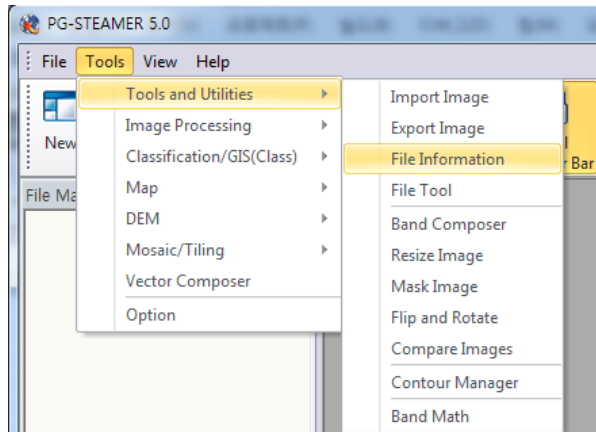 PG-STEAMER 5.0
File Tools View Help
New
File Ma
Tools and Utilities
Image Processing
Classification/GIS(Class)
Map
DEM
Mosaic/Tiling
Vector Composer
Option
Import Image
Export Image
File Information
File Tool
Band Composer
Resize Image
Mask Image
Flip and Rotate
Compare Images
Contour Manager
Band Math
r Bar